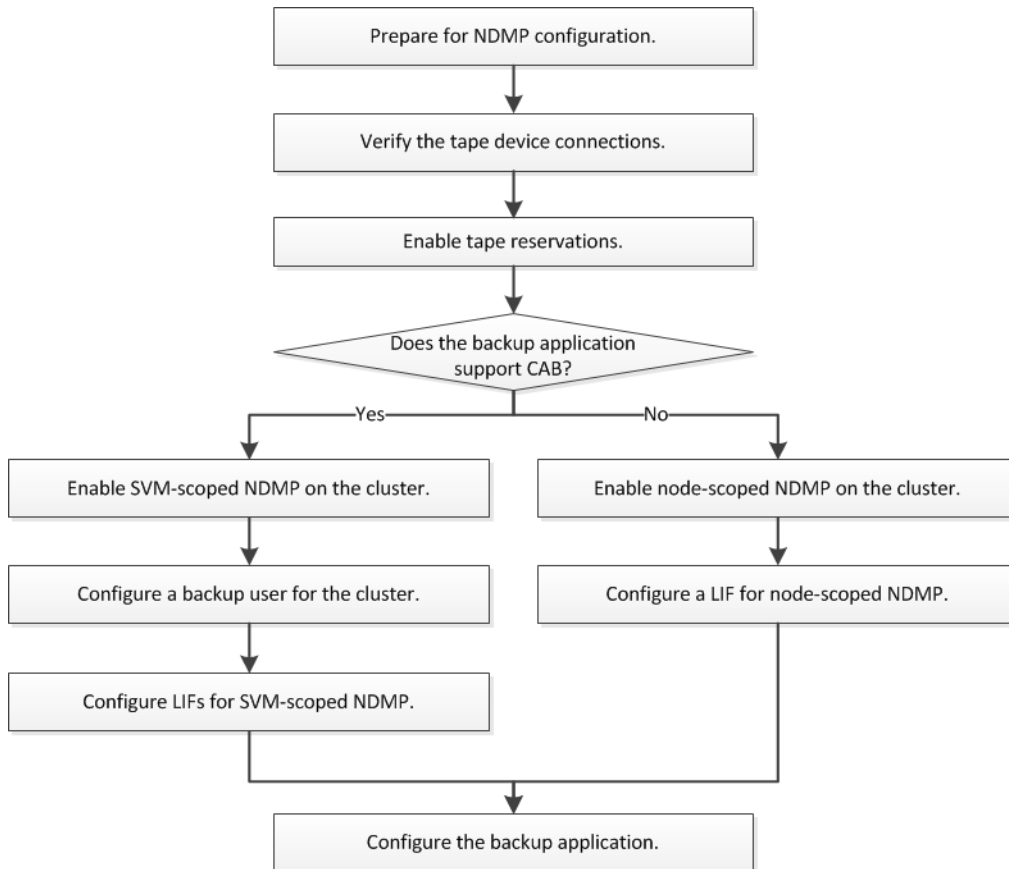 Prepare for NDMP configuration.
Verify the tape device connections.
Enable tape reservations.
Does the backup application
support CAB?
Yes
No
Enable SVM-scoped NDMP on the cluster.
Enable node-scoped NDMP on the cluster.
Configure a backup user for the cluster.
Configure a LIF for node-scoped NDMP.
Configure LIFs for SVM-scoped NDMP.
Configure the backup application.